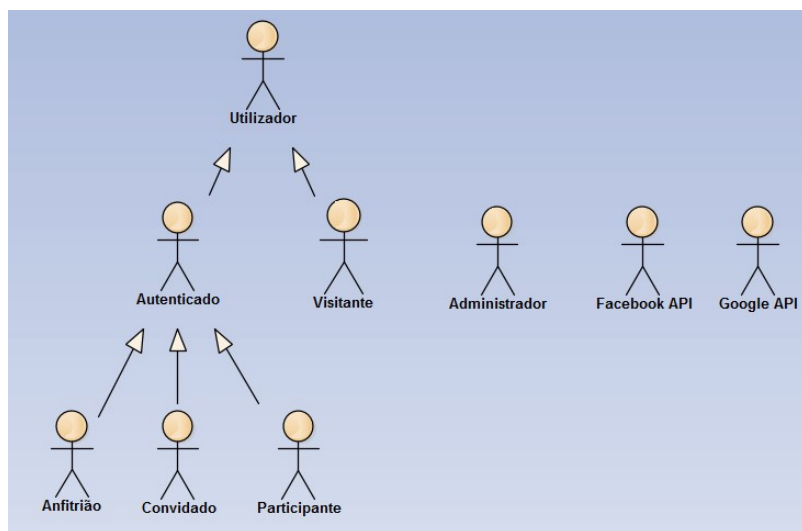 Utilizador
Autenticado
Visitante
Administrador
Facebook API
Google API
Anfitrião
Convidado
Participante